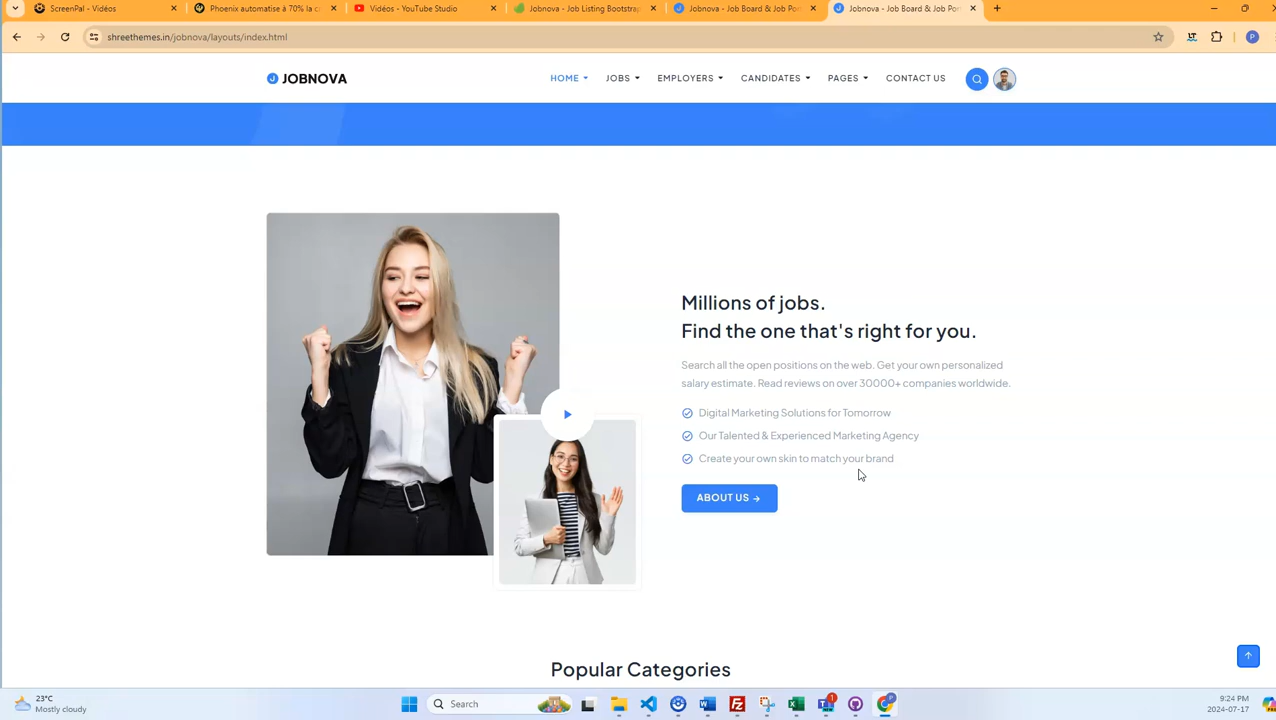 ScreenPal - Vidéos
Phoenix automatise à 70% la c
Vidéos - YouTube Studio
Jobnova - Job Listing Bootstrap
Jobnova - Job Board & Job Por
Jobnova - Job Board & Job Por
shreethemes.in/jobnova/layouts/index.html
P
J JOBNOVA
HOME
JOBS
EMPLOYERS
CANDIDATES
PAGES
CONTACT US
Millions of jobs.
Find the one that's right for you.
Search all the open positions on the web. Get your own personalized
salary estimate. Read reviews on over 30000+ companies worldwide.
Digital Marketing Solutions for Tomorrow
Our Talented & Experienced Marketing Agency
Create your own skin to match your brand
ABOUT US →
Popular Categories
23°C
Mostly cloudy
Search
1
9:24 PM
2024-07-17